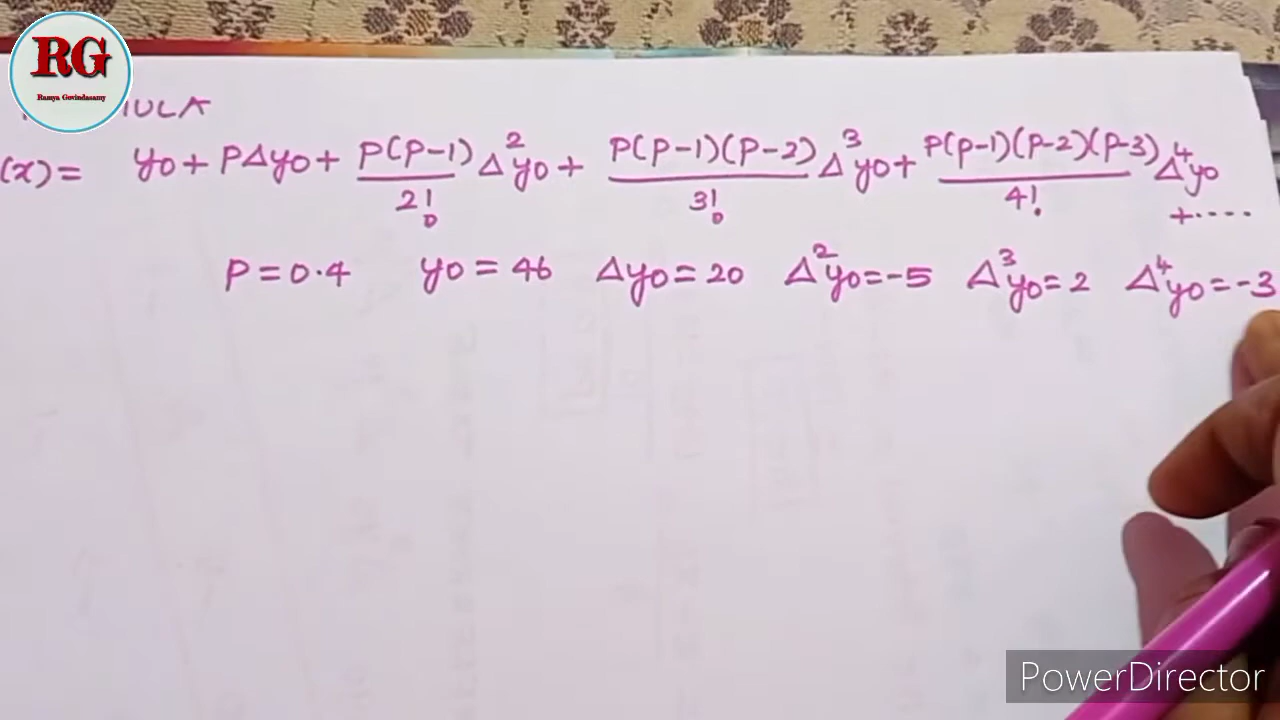 RG
Ramya Govindasamy
(x) = y0 + PΔy0 + P(P-1)/2! Δ²y0 + P(P-1)(P-2)/3! Δ³y0 + P(P-1)(P-2)(P-3)/4! Δ⁴y0
+....
P = 0.4 y0 = 46 Δy0 = 20 Δ²y0 = -5 Δ³y0 = 2 Δ⁴y0 = -3
PowerDirector